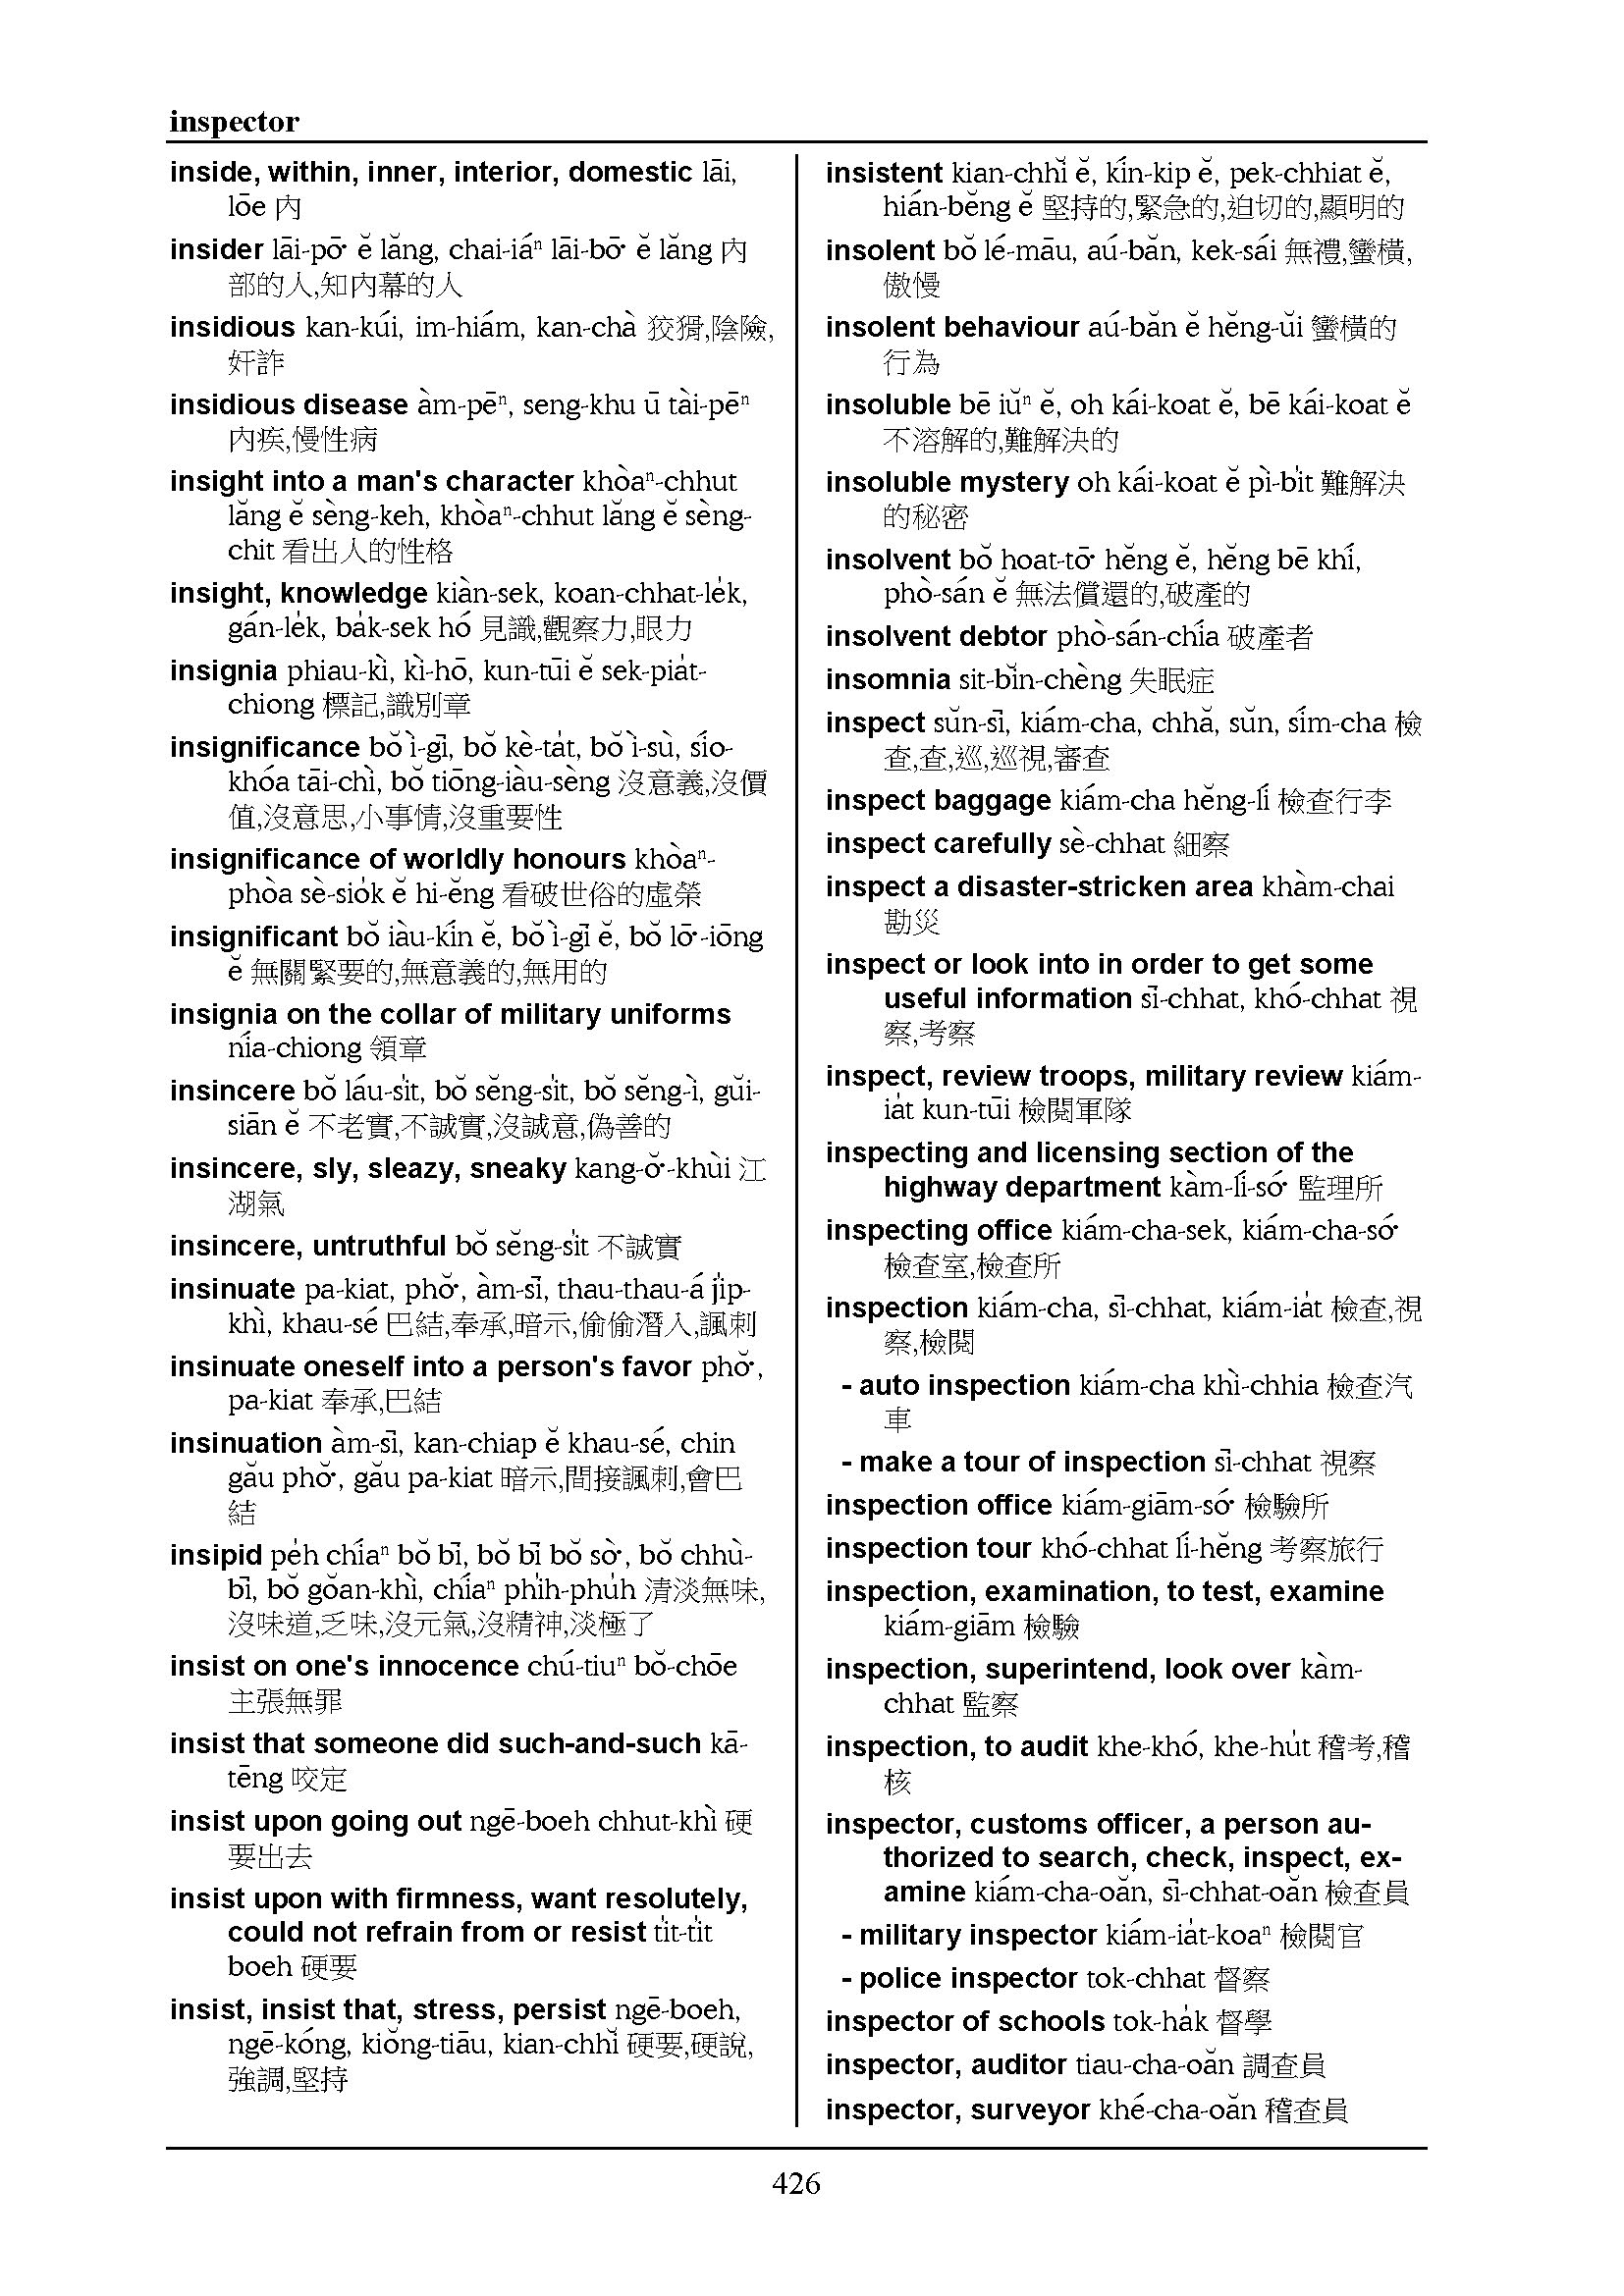 inspector
inside, within, inner, interior, domestic lāi,
lōe 內
insider lāi-pō͘ ĕ lăng, chai-iáⁿ lāi-bō͘ ĕ lăng 內
部的人,知內幕的人
insidious kan-kúi, im-hiám, kan-chà 狡猾,陰險,
奸詐
insidious disease àm-pēⁿ, seng-khu ū tài-pēⁿ
內疾,慢性病
insight into a man's character khòaⁿ-chhut
lăng ĕ sèng-keh, khòaⁿ-chhut lăng ĕ sèng-
chit 看出人的性格
insight, knowledge kiàn-sek, koan-chhat-le̍k,
gán-le̍k, ba̍k-sek hó 見識,觀察力,眼力
insignia phiau-kì, kì-hō, kun-tūi ĕ sek-pia̍t-
chiong 標記,識別章
insignificance bŏ ì-gī, bŏ kè-ta̍t, bŏ ì-sù, sío-
khóa tāi-chì, bŏ tiōng-iàu-sèng 沒意義,沒價
值,沒意思,小事情,沒重要性
insignificance of worldly honours khòaⁿ-
phòa sè-sio̍k ĕ hi-ĕng 看破世俗的虛榮
insignificant bŏ iàu-kín ĕ, bŏ ì-gī ĕ, bŏ lō͘-iōng
ĕ 無關緊要的,無意義的,無用的
insignia on the collar of military uniforms
nía-chiong 領章
insincere bŏ láu-si̍t, bŏ sĕng-si̍t, bŏ sĕng-ì, gŭi-
siān ĕ 不老實,不誠實,沒誠意,偽善的
insincere, sly, sleazy, sneaky kang-ŏ͘-khùi 江
湖氣
insincere, untruthful bŏ sĕng-si̍t 不誠實
insinuate pa-kiat, phŏ͘, àm-sī, thau-thau-á ji̍p-
khì, khau-sé 巴結,奉承,暗示,偷偷潛入,諷刺
insinuate oneself into a person's favor phŏ͘,
pa-kiat 奉承,巴結
insinuation àm-sī, kan-chiap ĕ khau-sé, chin
gău phŏ͘, gău pa-kiat 暗示,間接諷刺,會巴
結
insipid pe̍h chíaⁿ bŏ bī, bŏ bī bŏ sò͘, bŏ chhù-
bī, bŏ gŏan-khì, chíaⁿ phi̍h-phu̍h 清淡無味,
沒味道,乏味,沒元氣,沒精神,淡極了
insist on one's innocence chú-tiuⁿ bŏ-chōe
主張無罪
insist that someone did such-and-such kā-
tēng 咬定
insist upon going out ngē-boeh chhut-khì 硬
要出去
insist upon with firmness, want resolutely,
could not refrain from or resist ti̍t-ti̍t
boeh 硬要
insist, insist that, stress, persist ngē-boeh,
ngē-kóng, kiŏng-tiāu, kian-chhĭ 硬要,硬說,
強調,堅持
insistent kian-chhĭ ĕ, kín-kip ĕ, pek-chhiat ĕ,
hián-bĕng ĕ 堅持的,緊急的,迫切的,顯明的
insolent bŏ lé-māu, aú-băn, kek-sái 無禮,蠻橫,
傲慢
insolent behaviour aú-băn ĕ hĕng-ŭi 蠻橫的
行為
insoluble bē iŭⁿ ĕ, oh kái-koat ĕ, bē kái-koat ĕ
不溶解的,難解決的
insoluble mystery oh kái-koat ĕ pì-bi̍t 難解決
的秘密
insolvent bŏ hoat-tō͘ hĕng ĕ, hĕng bē khí,
phò-sán ĕ 無法償還的,破產的
insolvent debtor phò-sán-chía 破產者
insomnia sit-bĭn-chèng 失眠症
inspect sŭn-sī, kiám-cha, chhă, sŭn, sím-cha 檢
查,查,巡,巡視,審查
inspect baggage kiám-cha hĕng-lí 檢查行李
inspect carefully sè-chhat 細察
inspect a disaster-stricken area khàm-chai
勘災
inspect or look into in order to get some
useful information sī-chhat, khó-chhat 視
察,考察
inspect, review troops, military review kiám-
ia̍t kun-tūi 檢閱軍隊
inspecting and licensing section of the
highway department kàm-lí-só͘ 監理所
inspecting office kiám-cha-sek, kiám-cha-só͘
檢查室,檢查所
inspection kiám-cha, sī-chhat, kiám-ia̍t 檢查,視
察,檢閱
- auto inspection kiám-cha khì-chhia 檢查汽
車
- make a tour of inspection sī-chhat 視察
inspection office kiám-giām-só͘ 檢驗所
inspection tour khó-chhat lí-hĕng 考察旅行
inspection, examination, to test, examine
kiám-giām 檢驗
inspection, superintend, look over kàm-
chhat 監察
inspection, to audit khe-khó, khe-hu̍t 稽考,稽
核
inspector, customs officer, a person au-
thorized to search, check, inspect, ex-
amine kiám-cha-oăn, sī-chhat-oăn 檢查員
- military inspector kiám-ia̍t-koaⁿ 檢閱官
- police inspector tok-chhat 督察
inspector of schools tok-ha̍k 督學
inspector, auditor tiau-cha-oăn 調查員
inspector, surveyor khé-cha-oăn 稽查員
426